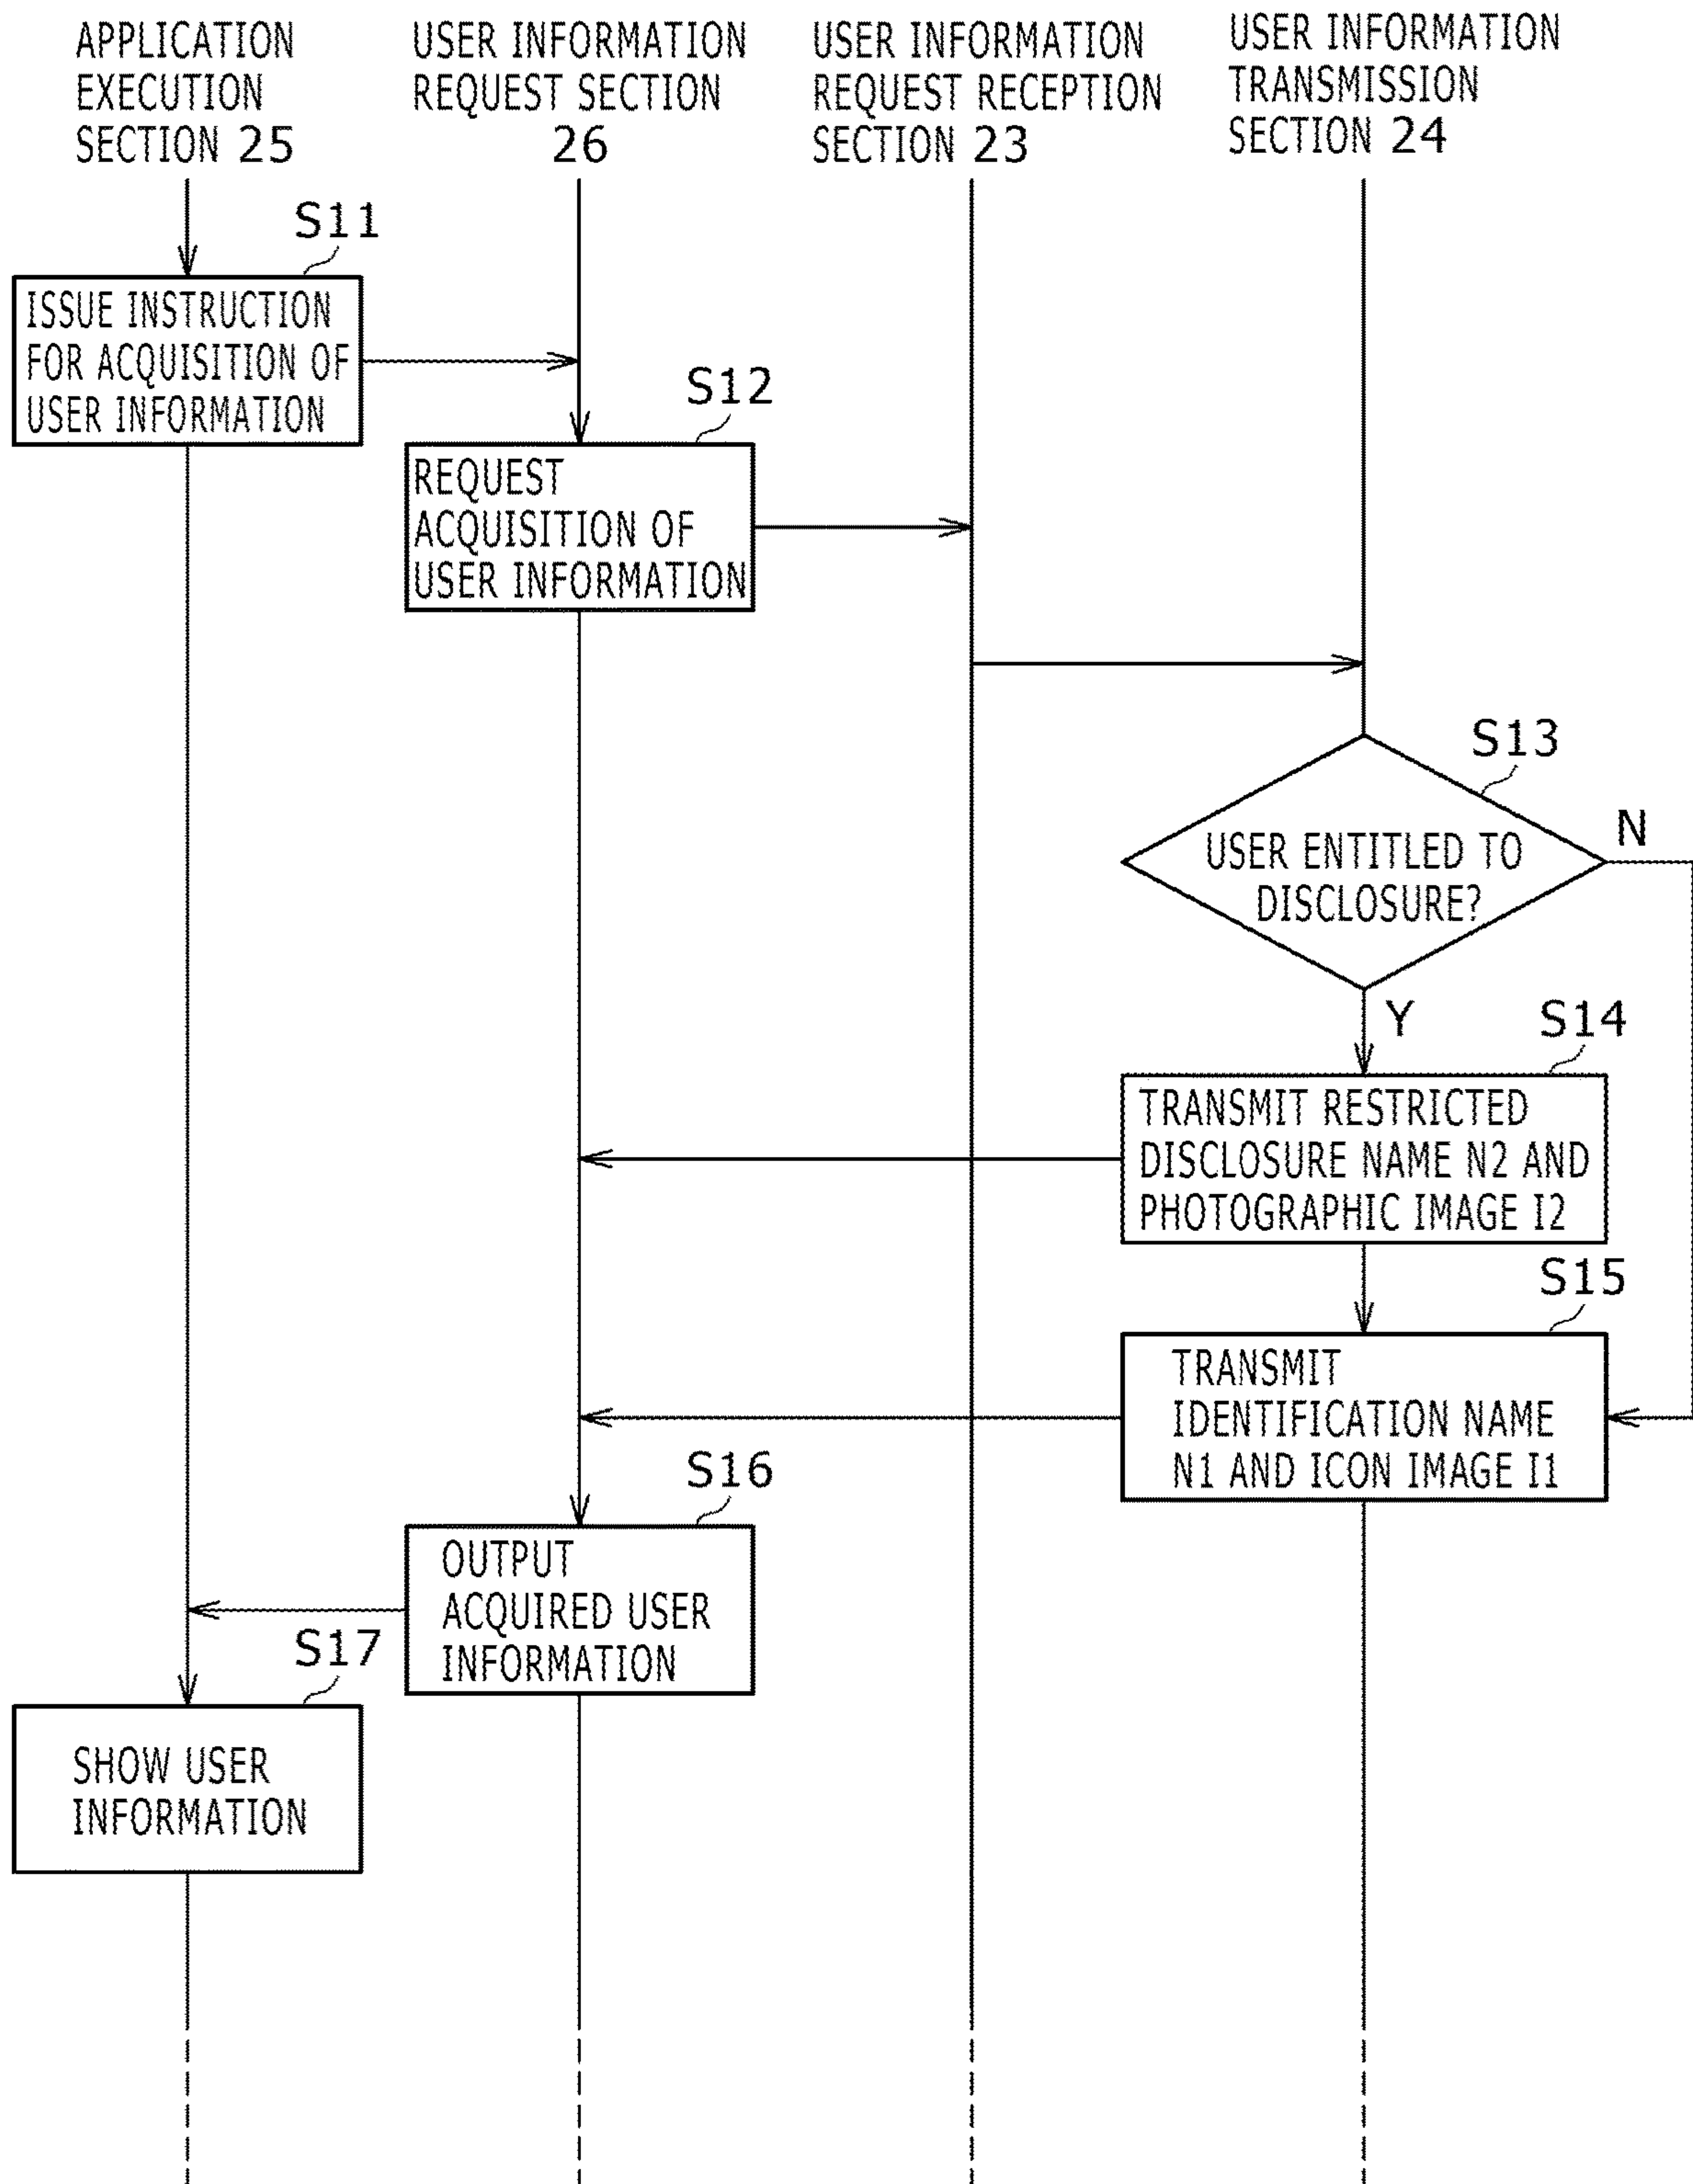 APPLICATION
EXECUTION
SECTION 25
USER INFORMATION
REQUEST SECTION
26
USER INFORMATION
REQUEST RECEPTION
SECTION 23
USER INFORMATION
TRANSMISSION
SECTION 24
S11
ISSUE INSTRUCTION
FOR ACQUISITION OF
USER INFORMATION
S12
REQUEST
ACQUISITION OF
USER INFORMATION
S13
USER ENTITLED TO
DISCLOSURE?
N
Y
S14
TRANSMIT RESTRICTED
DISCLOSURE NAME N2 AND
PHOTOGRAPHIC IMAGE I2
S15
TRANSMIT
IDENTIFICATION NAME
N1 AND ICON IMAGE I1
S16
OUTPUT
ACQUIRED USER
INFORMATION
S17
SHOW USER
INFORMATION